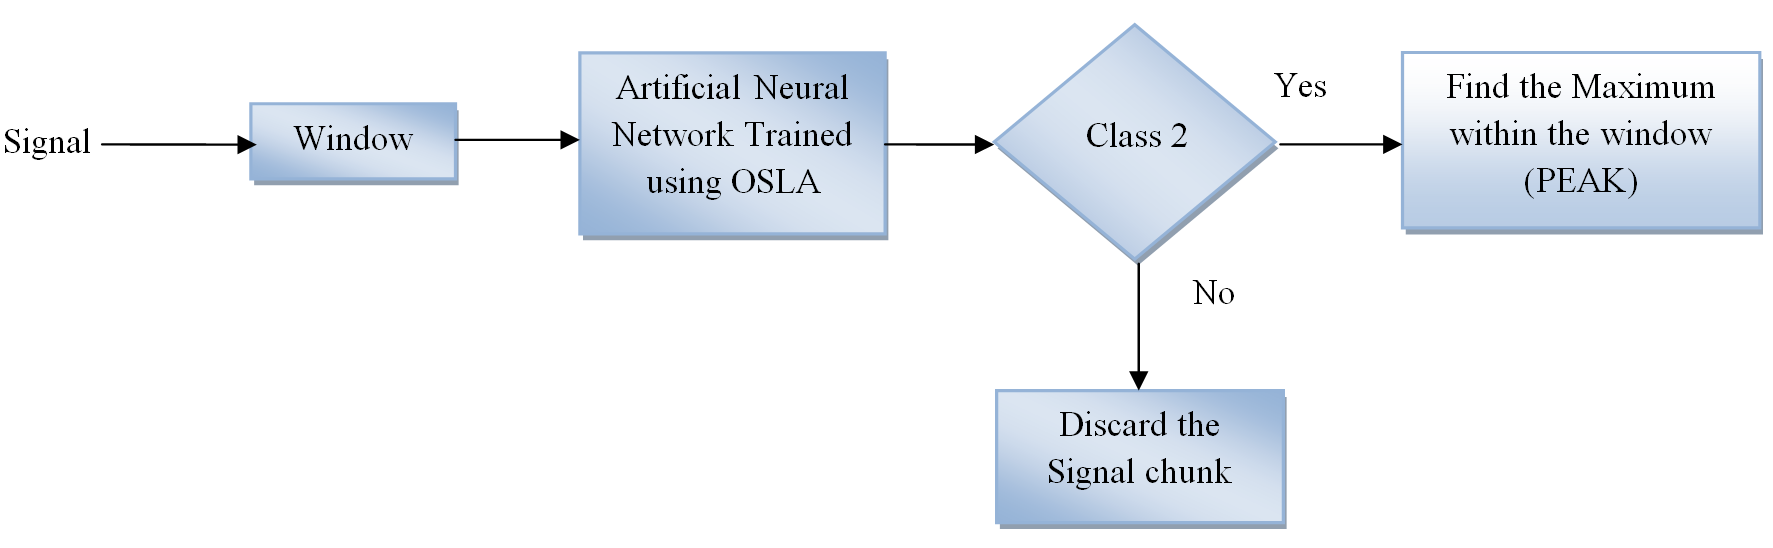 Signal
Window
Artificial Neural
Network Trained
using OSLA
Class 2
Yes
Find the Maximum
within the window
(PEAK)
No
Discard the
Signal chunk